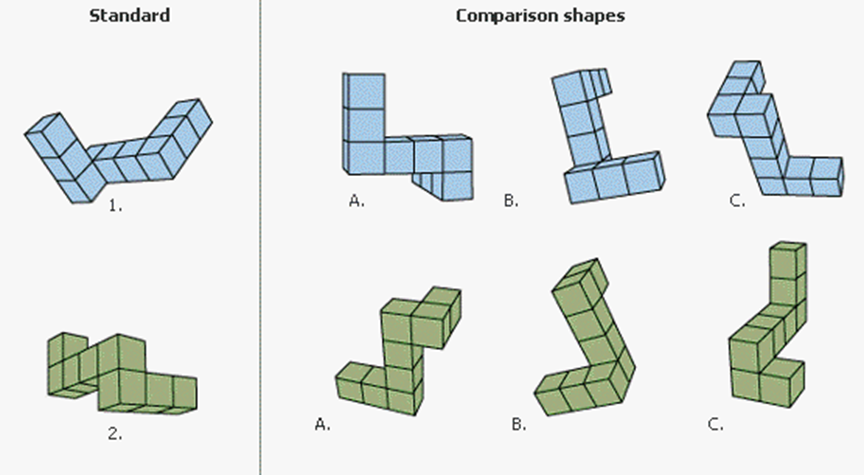 Standard
Comparison shapes
1.
A.
B.
C.
2.
A.
B.
C.